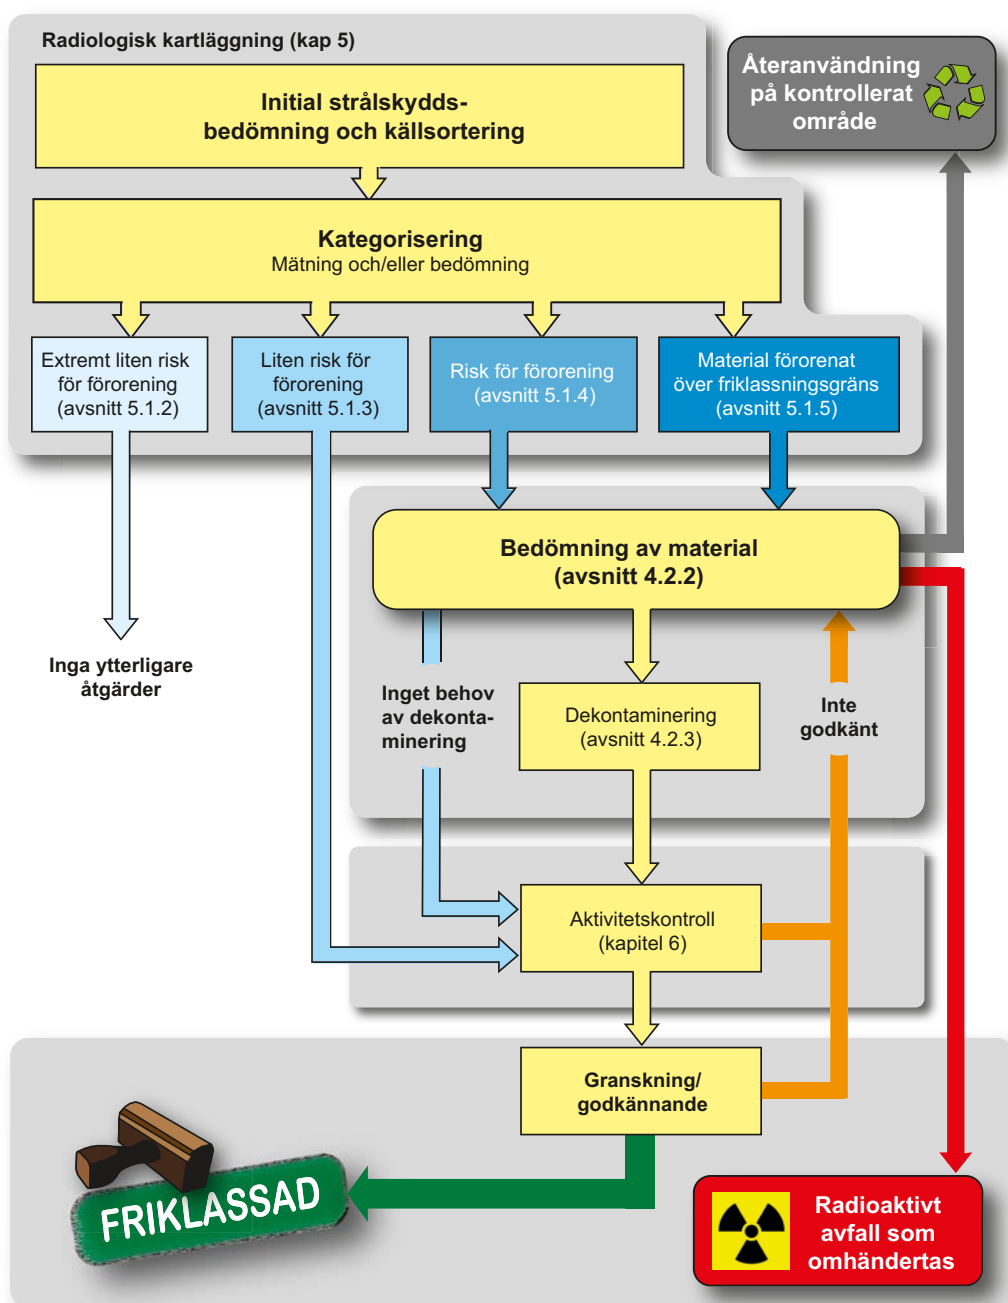 Radiologisk kartläggning (kap 5)
Återanvändning
på kontrollerat
område
Initial strålskydds-
bedömning och källsortering
Kategorisering
Mätning och/eller bedömning
Extremt liten risk
för förorening
(avsnitt 5.1.2)
Liten risk för
förorening
(avsnitt 5.1.3)
Risk för förorening
(avsnitt 5.1.4)
Material förorenat
över friklassningsgräns
(avsnitt 5.1.5)
Bedömning av material
(avsnitt 4.2.2)
Inga ytterligare
åtgärder
Inget behov
av dekonta-
minering
Dekontaminering
(avsnitt 4.2.3)
Inte
godkänt
Aktivitetskontroll
(kapitel 6)
Granskning/
godkännande
FRIKLASSAD
Radioaktivt
avfall som
omhändertas